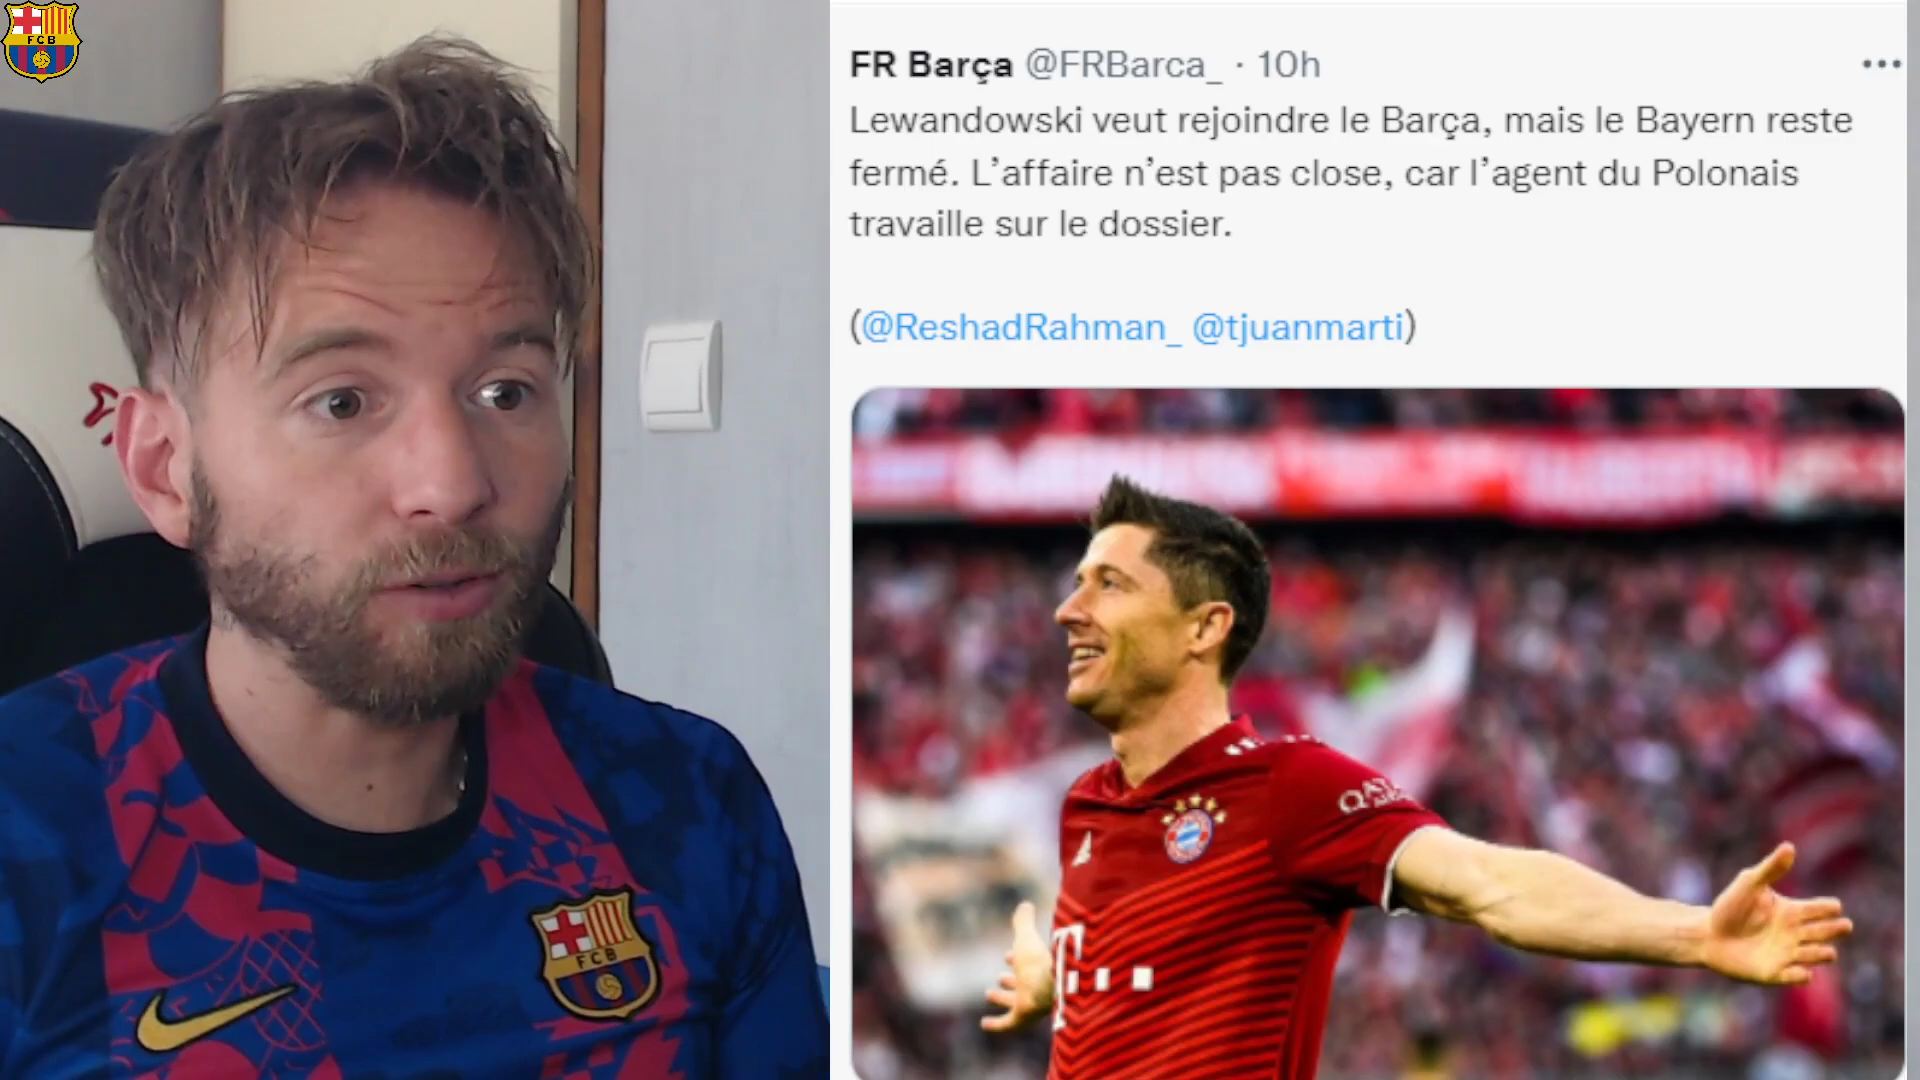 FCB
FR Barça @FRBarca_ · 10h
Lewandowski veut rejoindre le Barça, mais le Bayern reste
fermé. L’affaire n’est pas close, car l’agent du Polonais
travaille sur le dossier.
(@ReshadRahman_ @tjuanmarti)
FCB
T